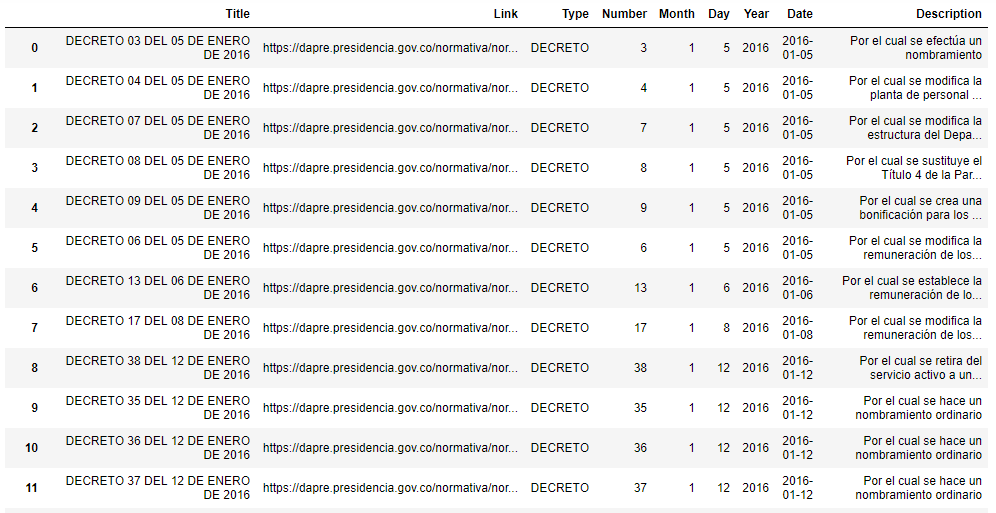 Title Link Type Number Month Day Year Date Description
0 DECRETO 03 DEL 05 DE ENERO DE 2016 https://dapre.presidencia.gov.co/normativa/nor... DECRETO 3 1 5 2016 2016-01-05 Por el cual se efectúa un nombramiento
1 DECRETO 04 DEL 05 DE ENERO DE 2016 https://dapre.presidencia.gov.co/normativa/nor... DECRETO 4 1 5 2016 2016-01-05 Por el cual se modifica la planta de personal ...
2 DECRETO 07 DEL 05 DE ENERO DE 2016 https://dapre.presidencia.gov.co/normativa/nor... DECRETO 7 1 5 2016 2016-01-05 Por el cual se modifica la estructura del Depa...
3 DECRETO 08 DEL 05 DE ENERO DE 2016 https://dapre.presidencia.gov.co/normativa/nor... DECRETO 8 1 5 2016 2016-01-05 Por el cual se sustituye el Título 4 de la Par...
4 DECRETO 09 DEL 05 DE ENERO DE 2016 https://dapre.presidencia.gov.co/normativa/nor... DECRETO 9 1 5 2016 2016-01-05 Por el cual se crea una bonificación para los ...
5 DECRETO 06 DEL 05 DE ENERO DE 2016 https://dapre.presidencia.gov.co/normativa/nor... DECRETO 6 1 5 2016 2016-01-05 Por el cual se modifica la remuneración de los...
6 DECRETO 13 DEL 06 DE ENERO DE 2016 https://dapre.presidencia.gov.co/normativa/nor... DECRETO 13 1 6 2016 2016-01-06 Por el cual se establece la remuneración de lo...
7 DECRETO 17 DEL 08 DE ENERO DE 2016 https://dapre.presidencia.gov.co/normativa/nor... DECRETO 17 1 8 2016 2016-01-08 Por el cual se modifica la remuneración de los...
8 DECRETO 38 DEL 12 DE ENERO DE 2016 https://dapre.presidencia.gov.co/normativa/nor... DECRETO 38 1 12 2016 2016-01-12 Por el cual se retira del servicio activo a un...
9 DECRETO 35 DEL 12 DE ENERO DE 2016 https://dapre.presidencia.gov.co/normativa/nor... DECRETO 35 1 12 2016 2016-01-12 Por el cual se hace un nombramiento ordinario
10 DECRETO 36 DEL 12 DE ENERO DE 2016 https://dapre.presidencia.gov.co/normativa/nor... DECRETO 36 1 12 2016 2016-01-12 Por el cual se hace un nombramiento ordinario
11 DECRETO 37 DEL 12 DE ENERO DE 2016 https://dapre.presidencia.gov.co/normativa/nor... DECRETO 37 1 12 2016 2016-01-12 Por el cual se hace un nombramiento ordinario